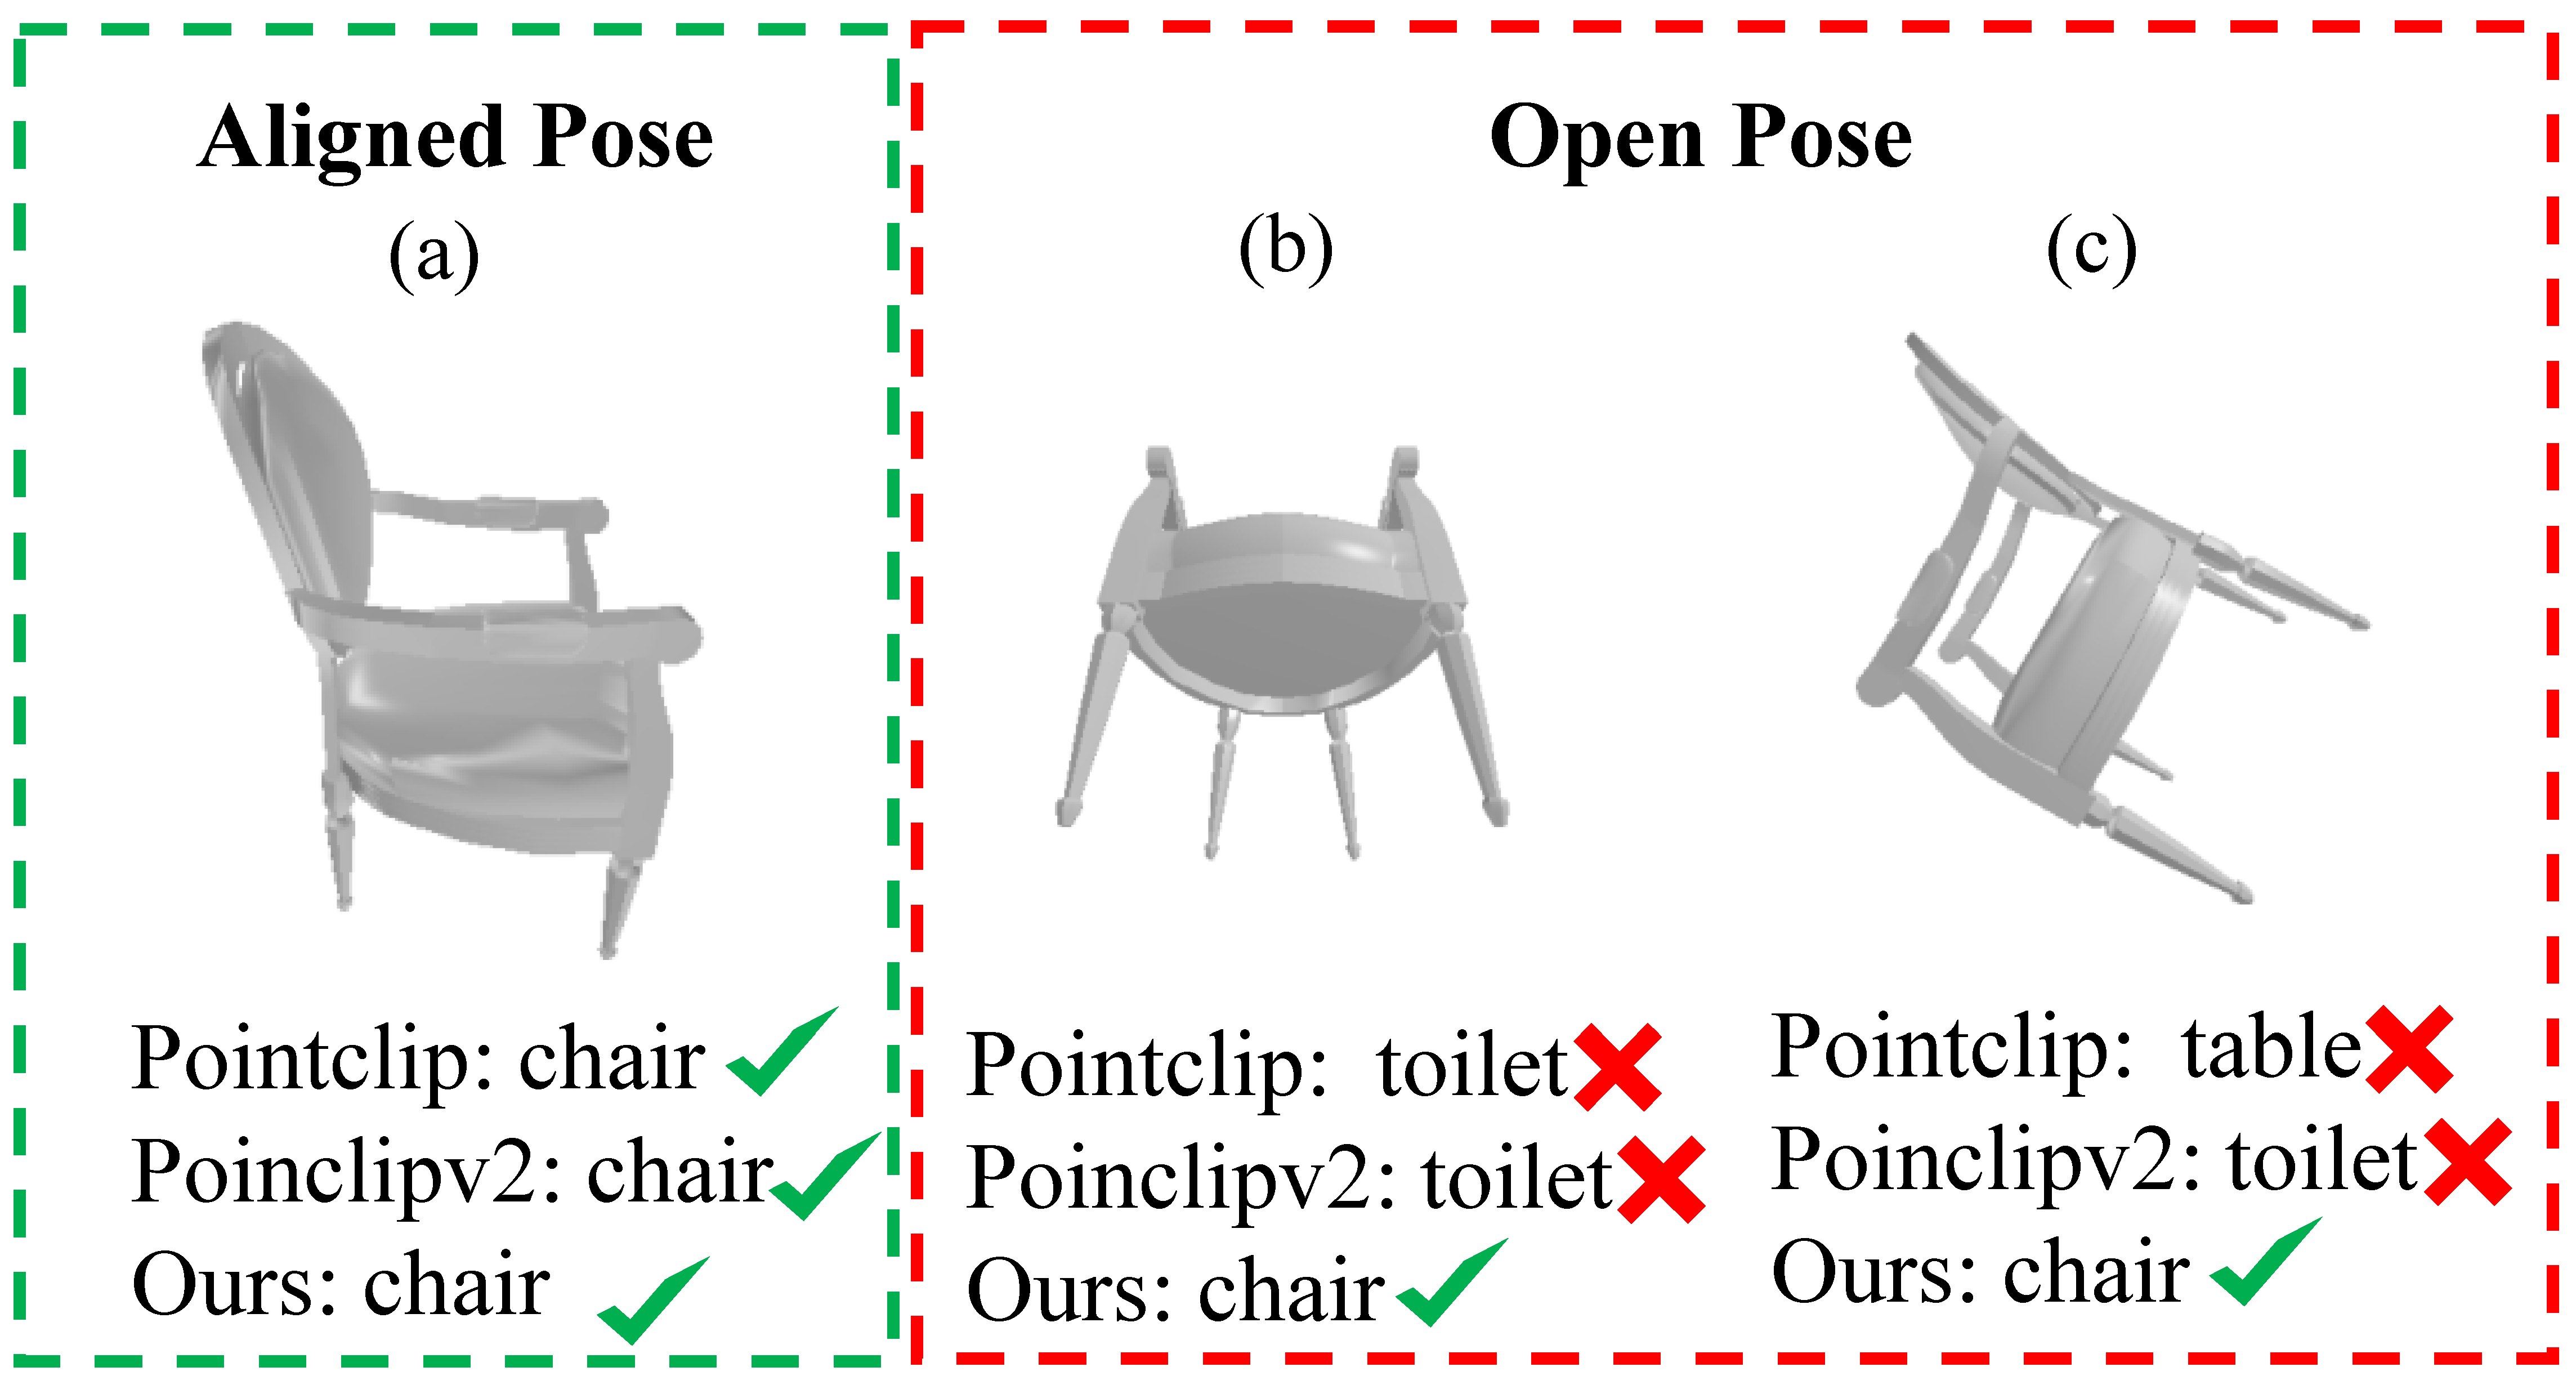 Aligned Pose
(a)
Pointclip: chair
Poinclipv2: chair
Ours: chair
Open Pose
(b)
(c)
Pointclip: toilet
Poinclipv2: toilet
Ours: chair
Pointclip: table
Poinclipv2: toilet
Ours: chair